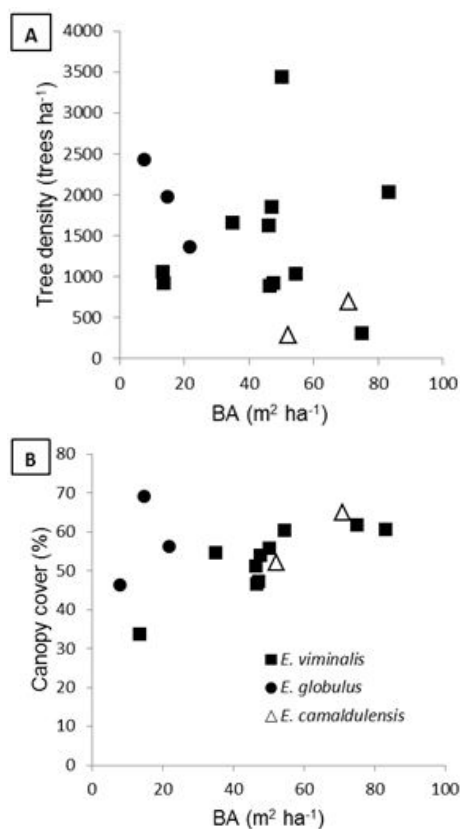 A
4000
3500
3000
2500
2000
1500
1000
500
0
Tree density (trees ha⁻¹)
0 20 40 60 80 100
BA (m² ha⁻¹)
B
80
70
60
50
40
30
20
10
0
Canopy cover (%)
E. viminalis
E. globulus
E. camaldulensis
0 20 40 60 80 100
BA (m² ha⁻¹)